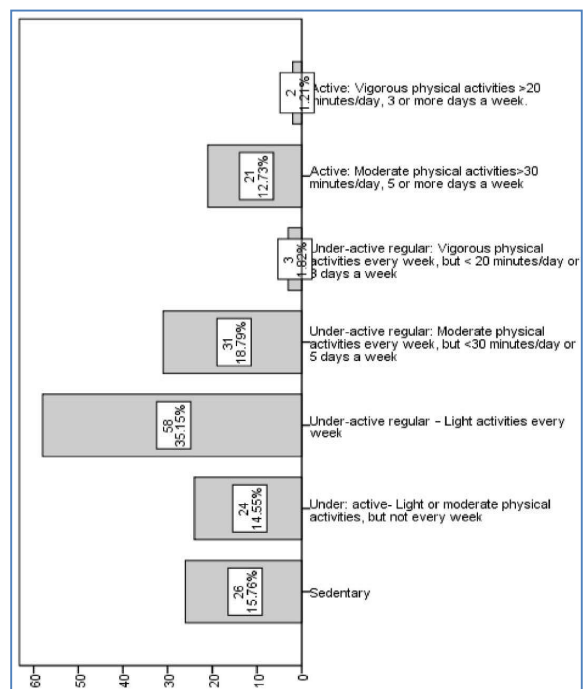 2
1.21%
Active: Vigorous physical activities >20
minutes/day, 3 or more days a week.
21
12.73%
Active: Moderate physical activities>30
minutes/day, 5 or more days a week
3
1.82%
Under-active regular: Vigorous physical
activities every week, but < 20 minutes/day or
3 days a week
31
18.79%
Under-active regular: Moderate physical
activities every week, but <30 minutes/day or
5 days a week
58
35.15%
Under-active regular – Light activities every
week
24
14.55%
Under: active- Light or moderate physical
activities, but not every week
26
15.76%
Sedentary
60
50
40
30
20
10
0